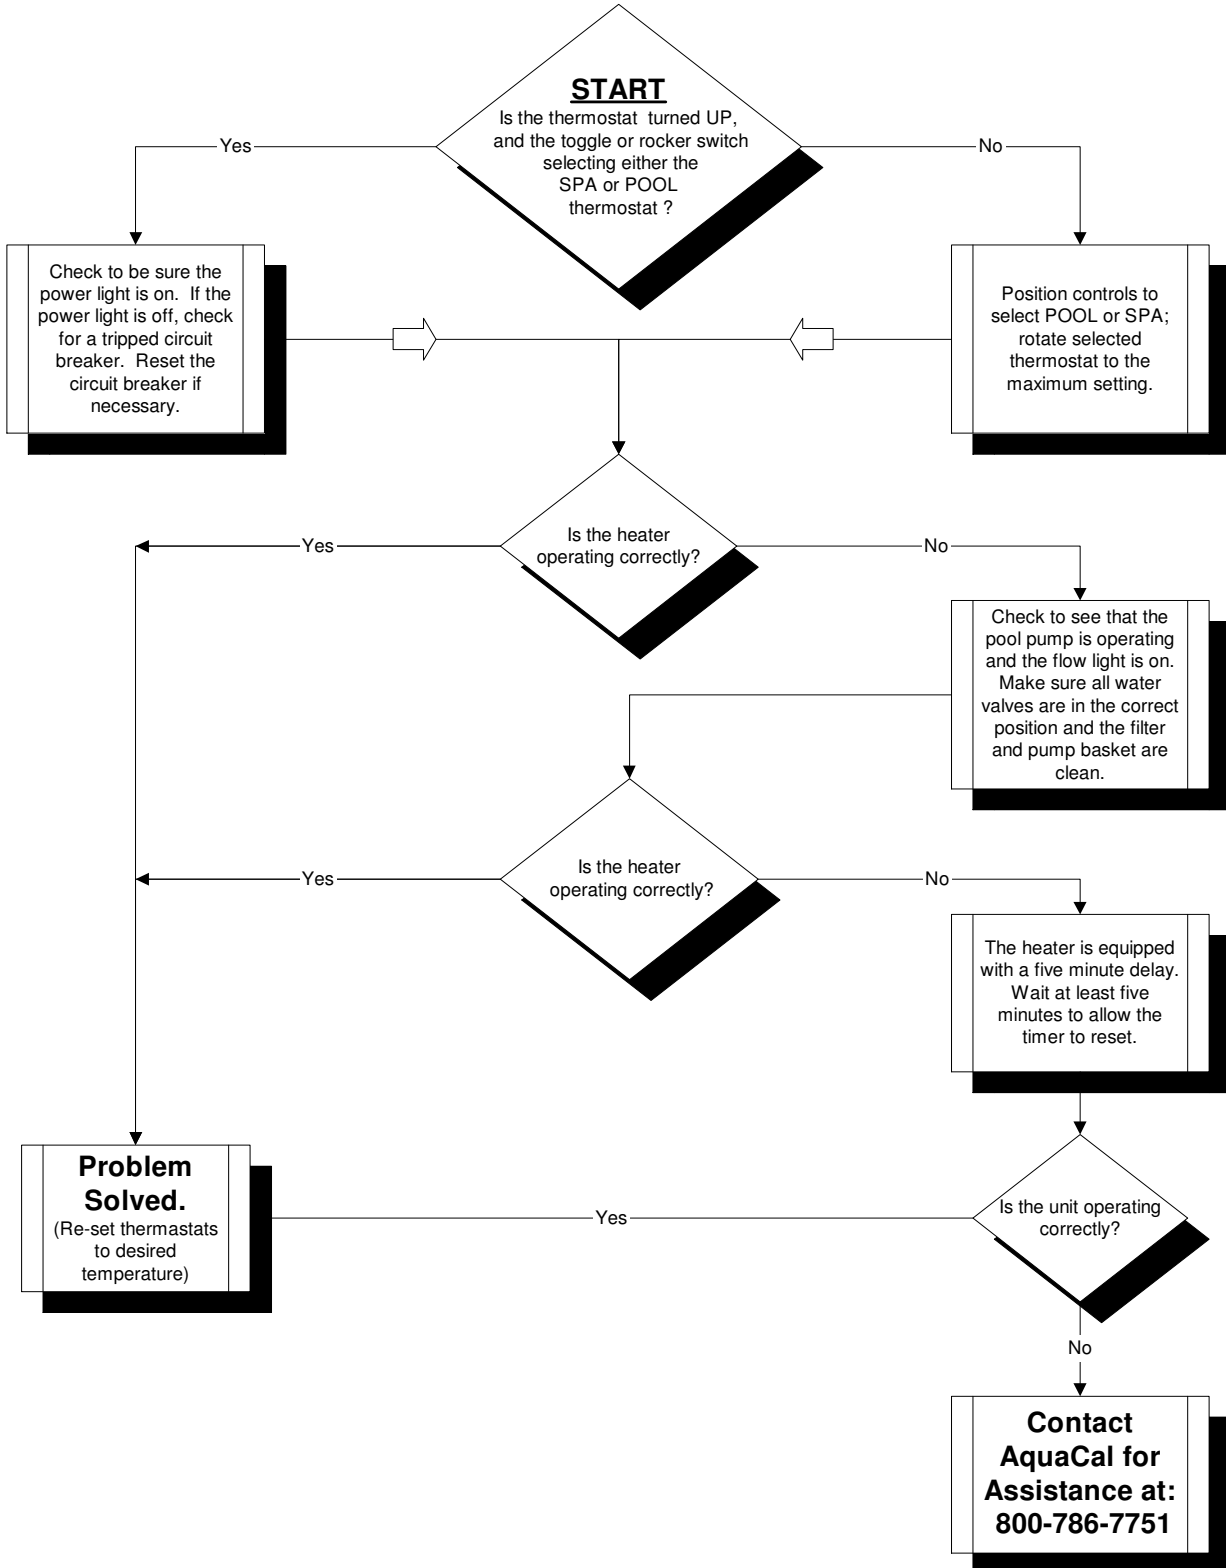 START
Is the thermostat turned UP,
and the toggle or rocker switch
selecting either the
SPA or POOL
thermostat ?
Yes
No
Check to be sure the
power light is on. If the
power light is off, check
for a tripped circuit
breaker. Reset the
circuit breaker if
necessary.
Position controls to
select POOL or SPA;
rotate selected
thermostat to the
maximum setting.
Is the heater
operating correctly?
Yes
No
Check to see that the
pool pump is operating
and the flow light is on.
Make sure all water
valves are in the correct
position and the filter
and pump basket are
clean.
Is the heater
operating correctly?
Yes
No
The heater is equipped
with a five minute delay.
Wait at least five
minutes to allow the
timer to reset.
Problem
Solved.
(Re-set thermastats
to desired
temperature)
Yes
Is the unit operating
correctly?
No
Contact
AquaCal for
Assistance at:
800-786-7751